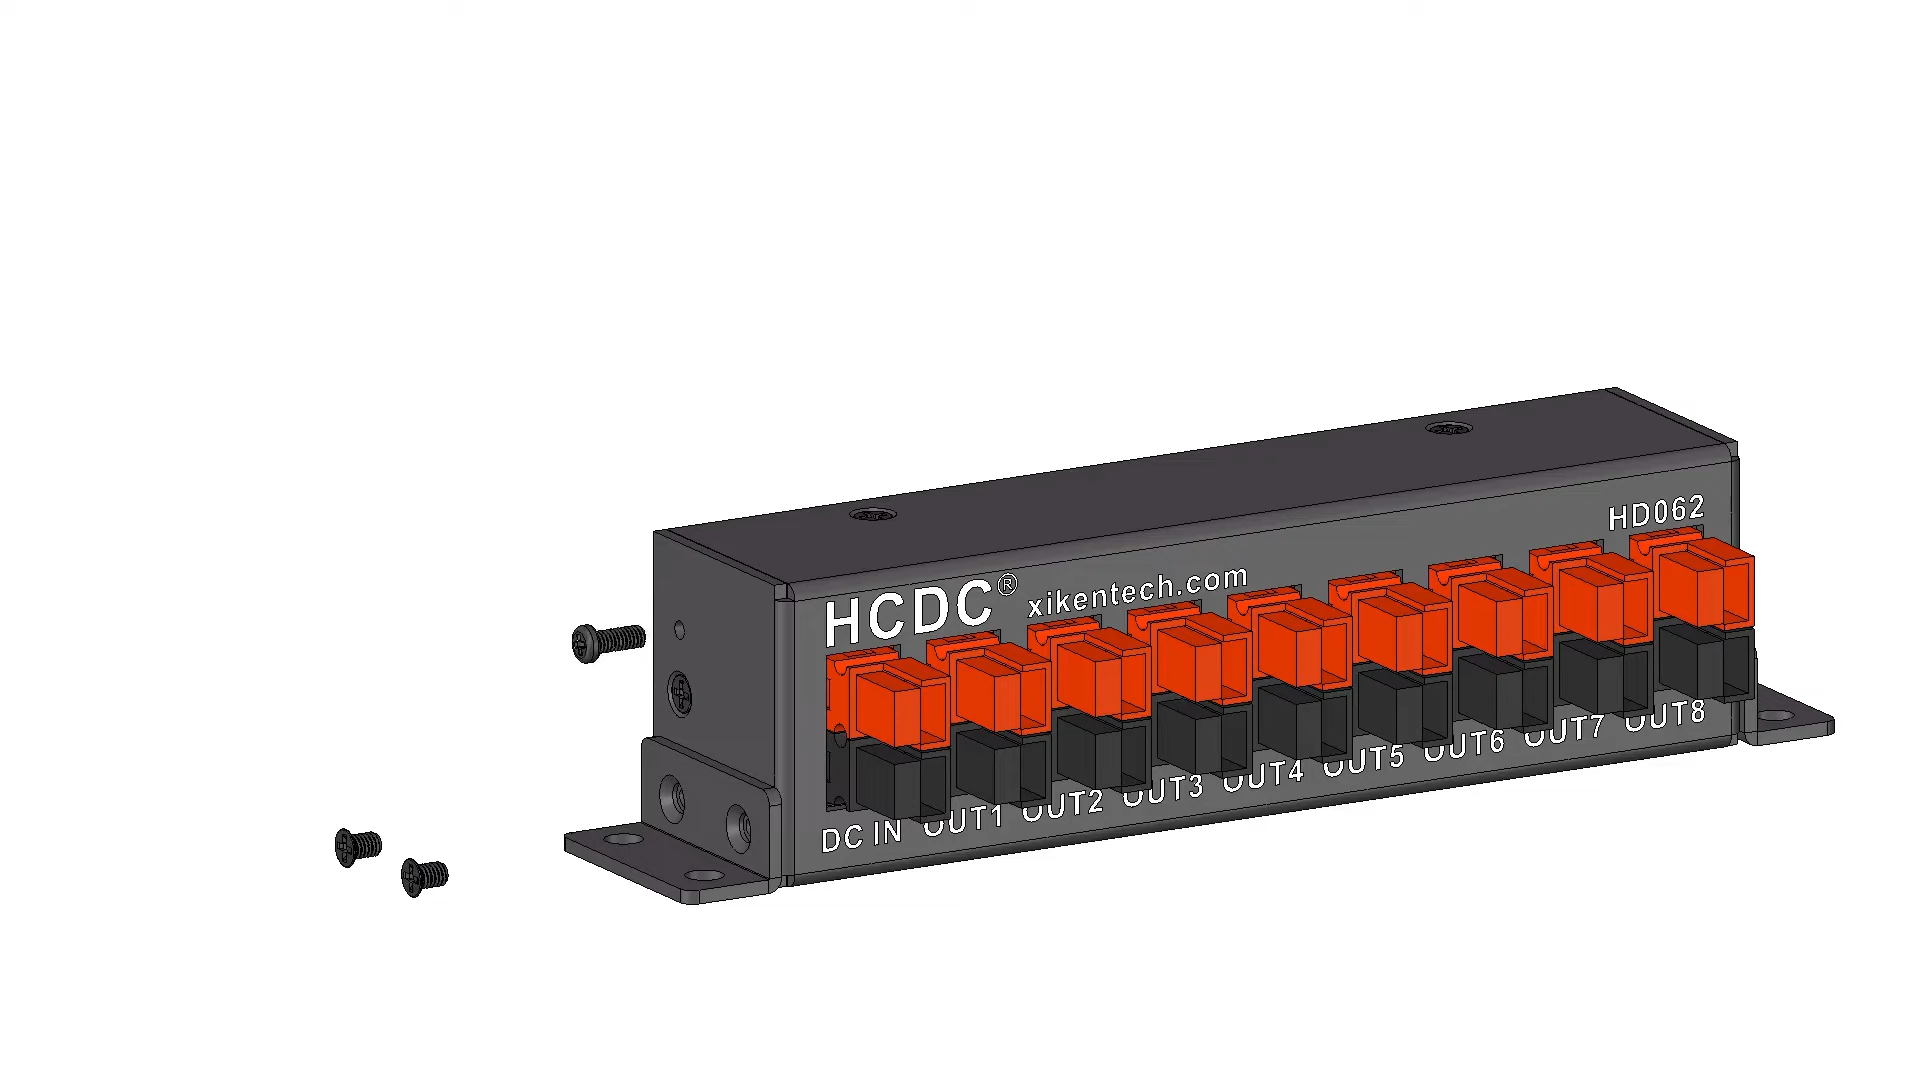 HD062
HCDC® xikentech.com
DC IN OUT1 OUT2 OUT3 OUT4 OUT5 OUT6 OUT7 OUT8